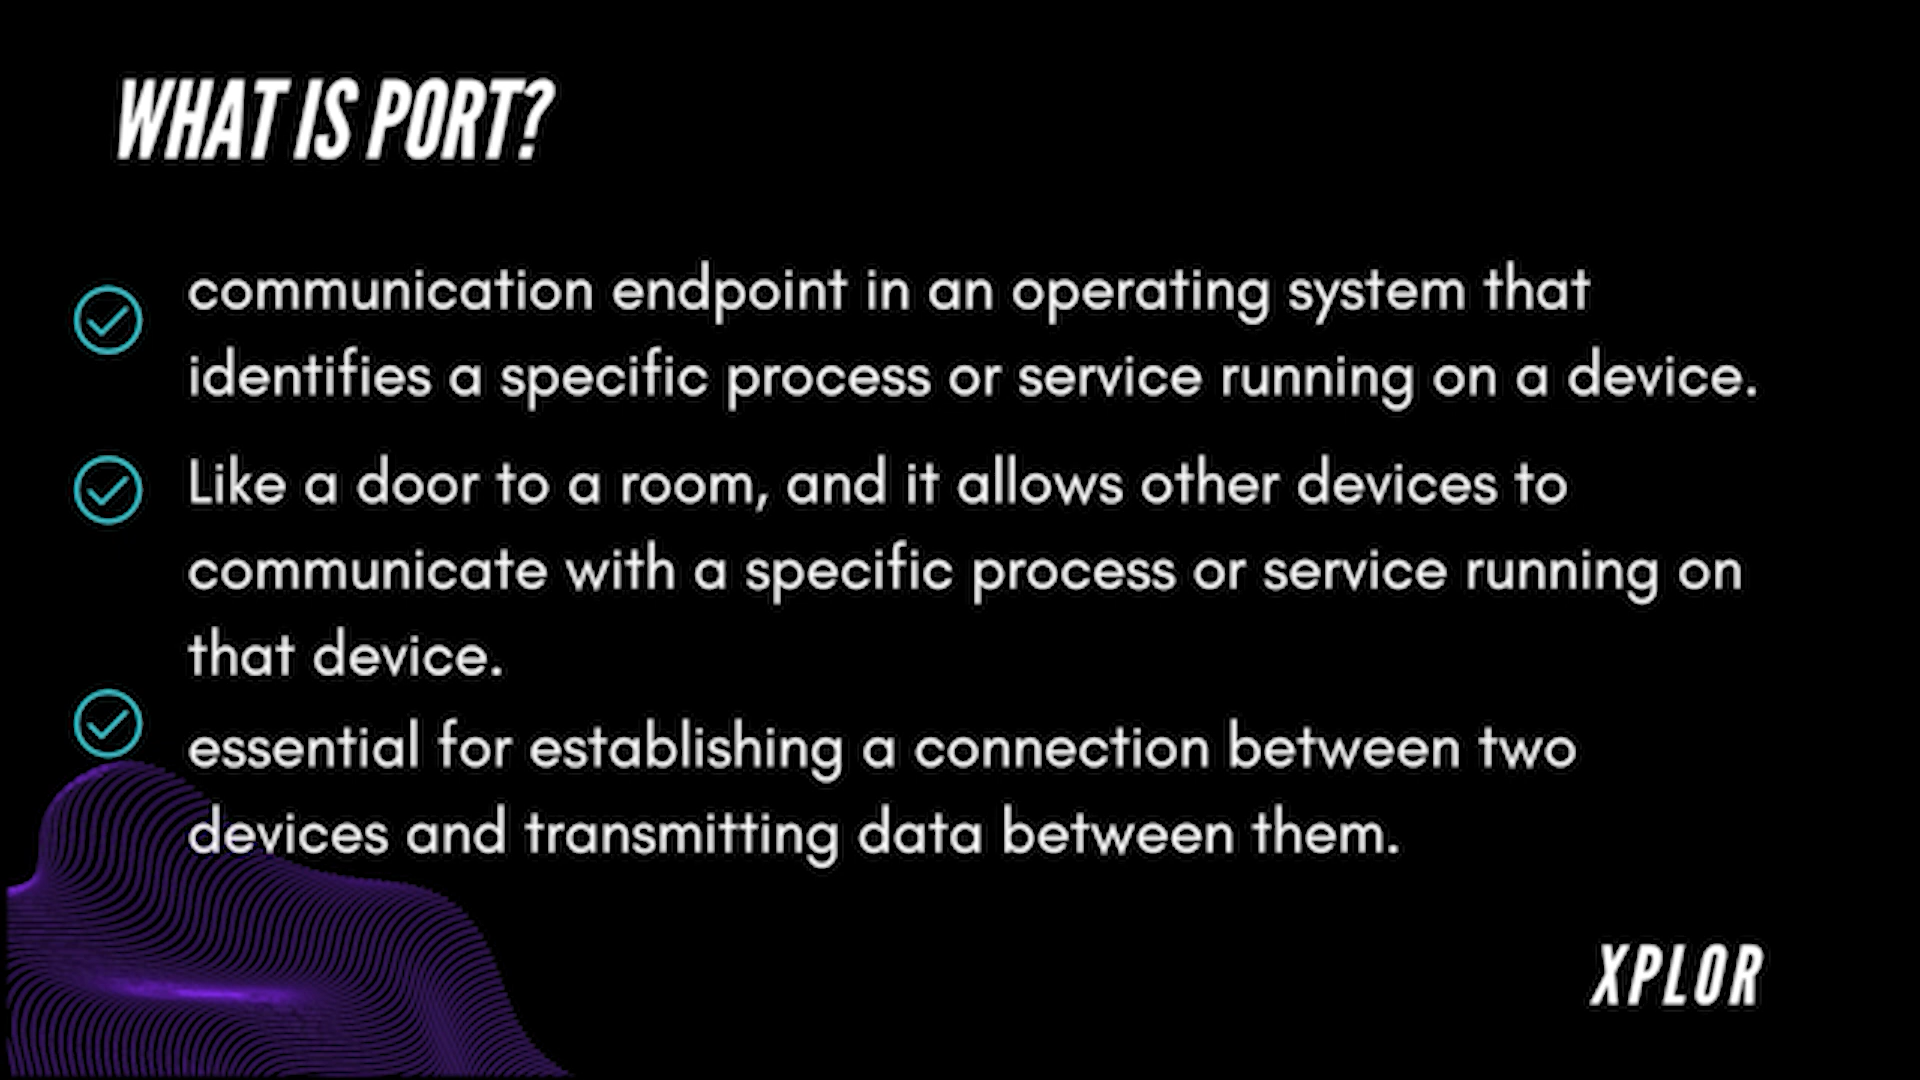 WHAT IS PORT?
communication endpoint in an operating system that
identifies a specific process or service running on a device.
Like a door to a room, and it allows other devices to
communicate with a specific process or service running on
that device.
essential for establishing a connection between two
devices and transmitting data between them.
XPLOR